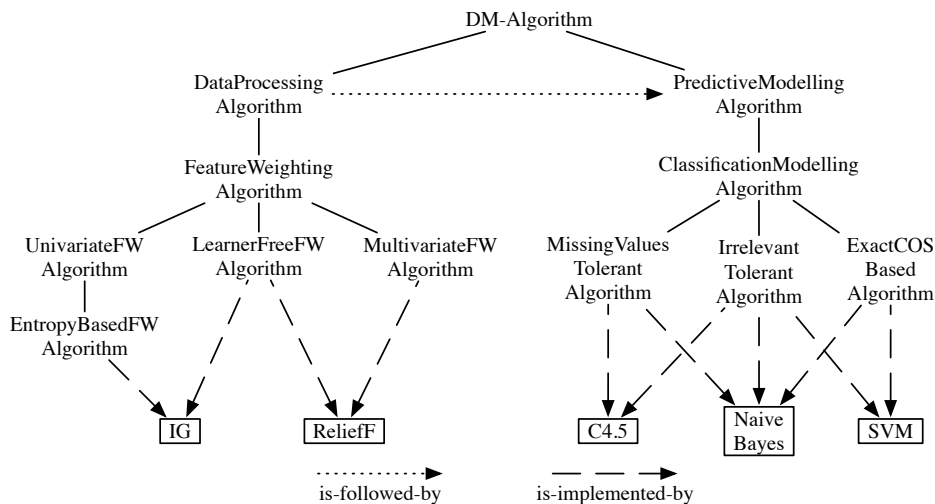 DM-Algorithm
DataProcessing
Algorithm
PredictiveModelling
Algorithm
FeatureWeighting
Algorithm
ClassificationModelling
Algorithm
UnivariateFW
Algorithm
LearnerFreeFW
Algorithm
MultivariateFW
Algorithm
MissingValues
Tolerant
Algorithm
Irrelevant
Tolerant
Algorithm
ExactCOS
Based
Algorithm
EntropyBasedFW
Algorithm
IG
ReliefF
C4.5
Naive
Bayes
SVM
is-followed-by
is-implemented-by